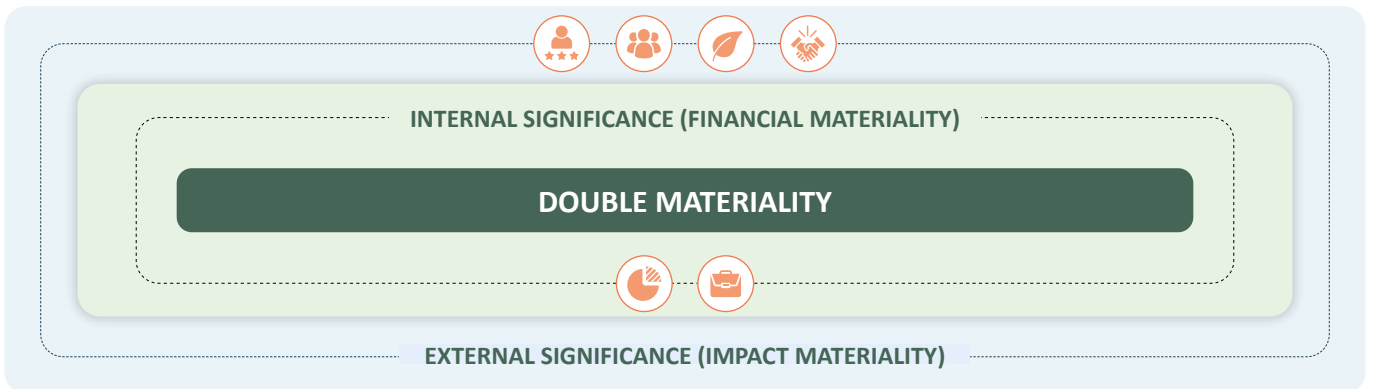 INTERNAL SIGNIFICANCE (FINANCIAL MATERIALITY)
DOUBLE MATERIALITY
EXTERNAL SIGNIFICANCE (IMPACT MATERIALITY)